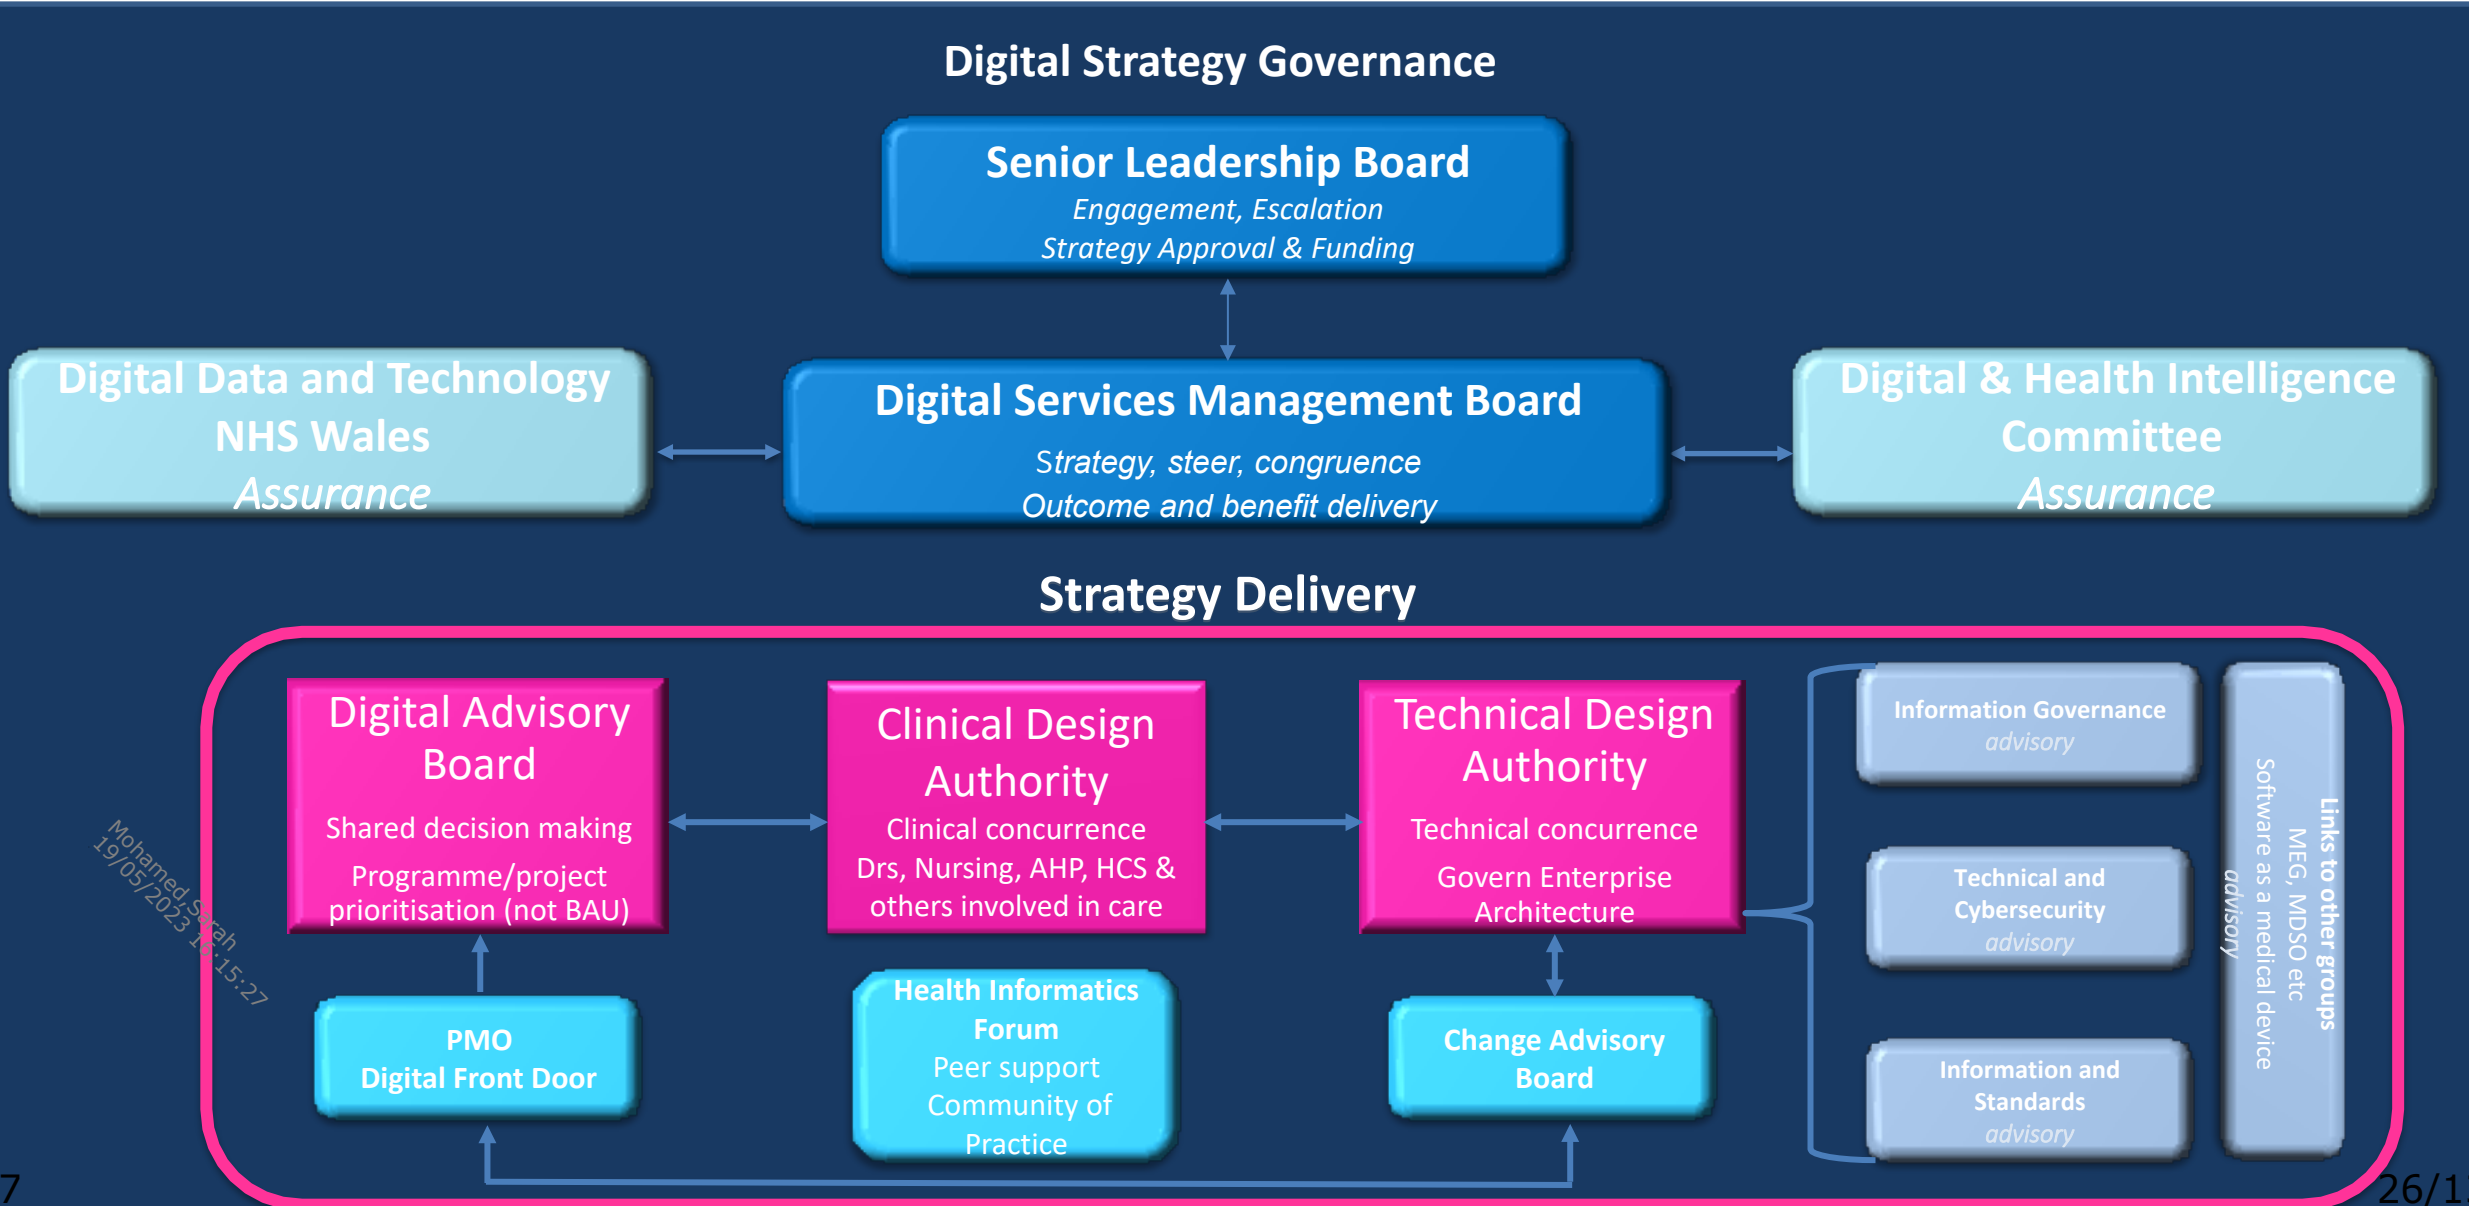 Digital Strategy Governance
Senior Leadership Board
Engagement, Escalation
Strategy Approval & Funding
Digital Data and Technology
NHS Wales
Assurance
Digital Services Management Board
Strategy, steer, congruence
Outcome and benefit delivery
Digital & Health Intelligence
Committee
Assurance
Strategy Delivery
Digital Advisory
Board
Shared decision making
Programme/project
prioritisation (not BAU)
Clinical Design
Authority
Clinical concurrence
Drs, Nursing, AHP, HCS &
others involved in care
Technical Design
Authority
Technical concurrence
Govern Enterprise
Architecture
Information Governance
advisory
Technical and
Cybersecurity
advisory
Information and
Standards
advisory
Links to other groups
MEG, MDSO etc
Software as a medical device
advisory
PMO
Digital Front Door
Health Informatics
Forum
Peer support
Community of
Practice
Change Advisory
Board
Mohamed,Sarah
19/05/2023 16:15:27
7